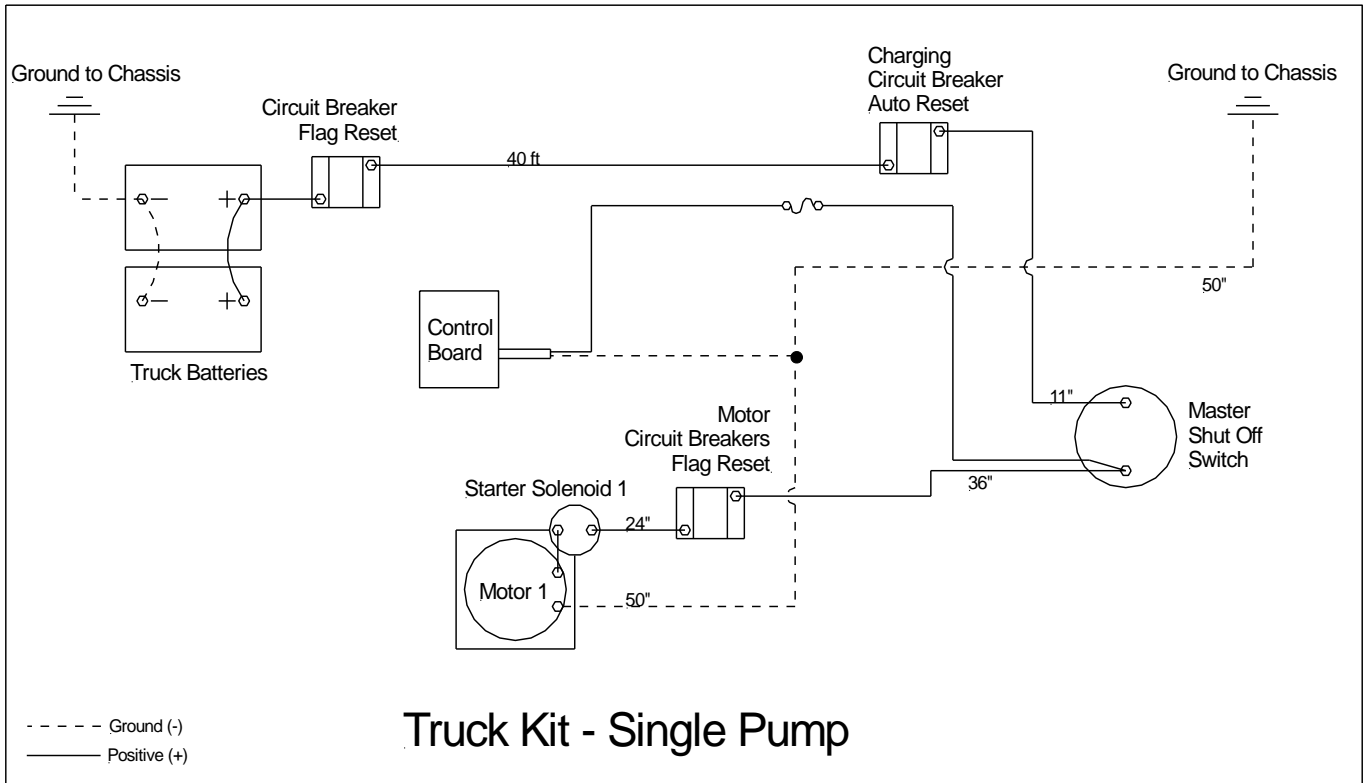 Ground to Chassis
Circuit Breaker
Flag Reset
Charging
Circuit Breaker
Auto Reset
Ground to Chassis
40 ft
50"
Truck Batteries
Control
Board
11"
Master
Shut Off
Switch
Motor
Circuit Breakers
Flag Reset
36"
Starter Solenoid 1
24"
Motor 1
50"
Ground (-)
Positive (+)
Truck Kit - Single Pump